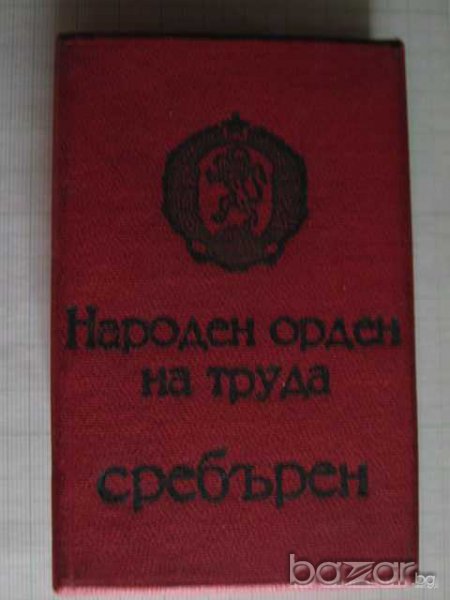 Народен орден
на труда
сребърен
bazar.bg